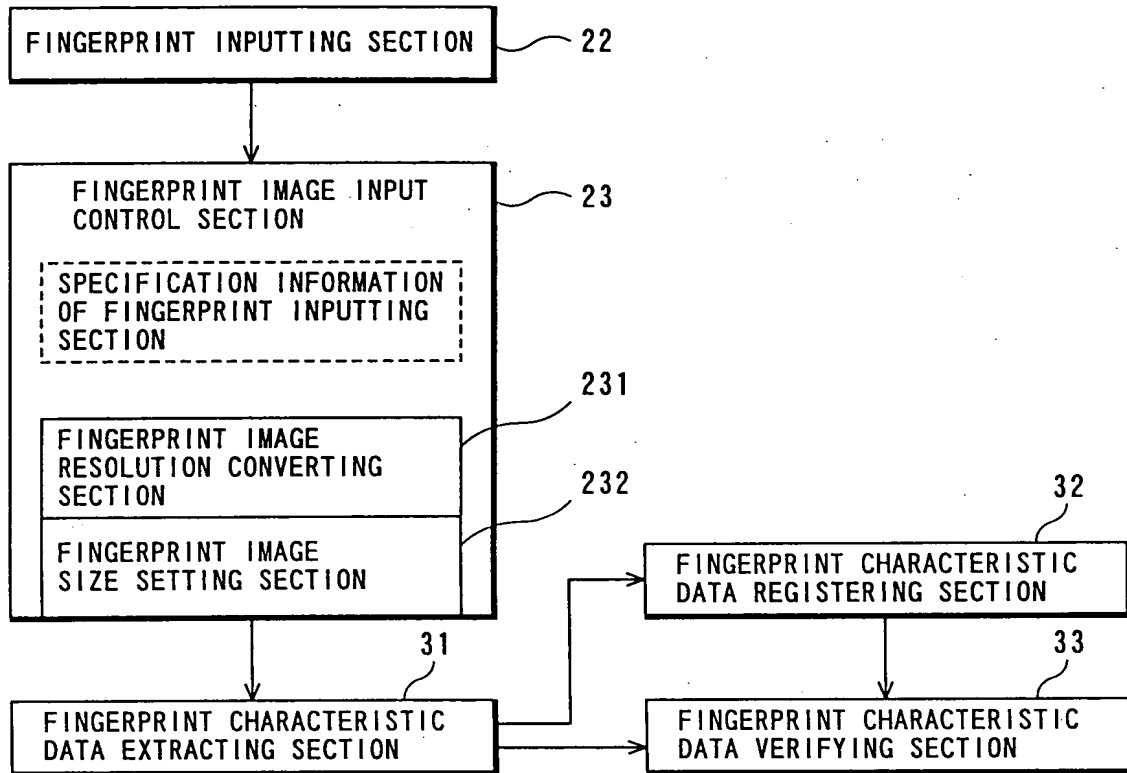 FINGERPRINT INPUTTING SECTION
22
FINGERPRINT IMAGE INPUT
CONTROL SECTION
23
SPECIFICATION INFORMATION
OF FINGERPRINT INPUTTING
SECTION
231
FINGERPRINT IMAGE
RESOLUTION CONVERTING
SECTION
232
FINGERPRINT IMAGE
SIZE SETTING SECTION
31
FINGERPRINT CHARACTERISTIC
DATA EXTRACTING SECTION
32
FINGERPRINT CHARACTERISTIC
DATA REGISTERING SECTION
33
FINGERPRINT CHARACTERISTIC
DATA VERIFYING SECTION